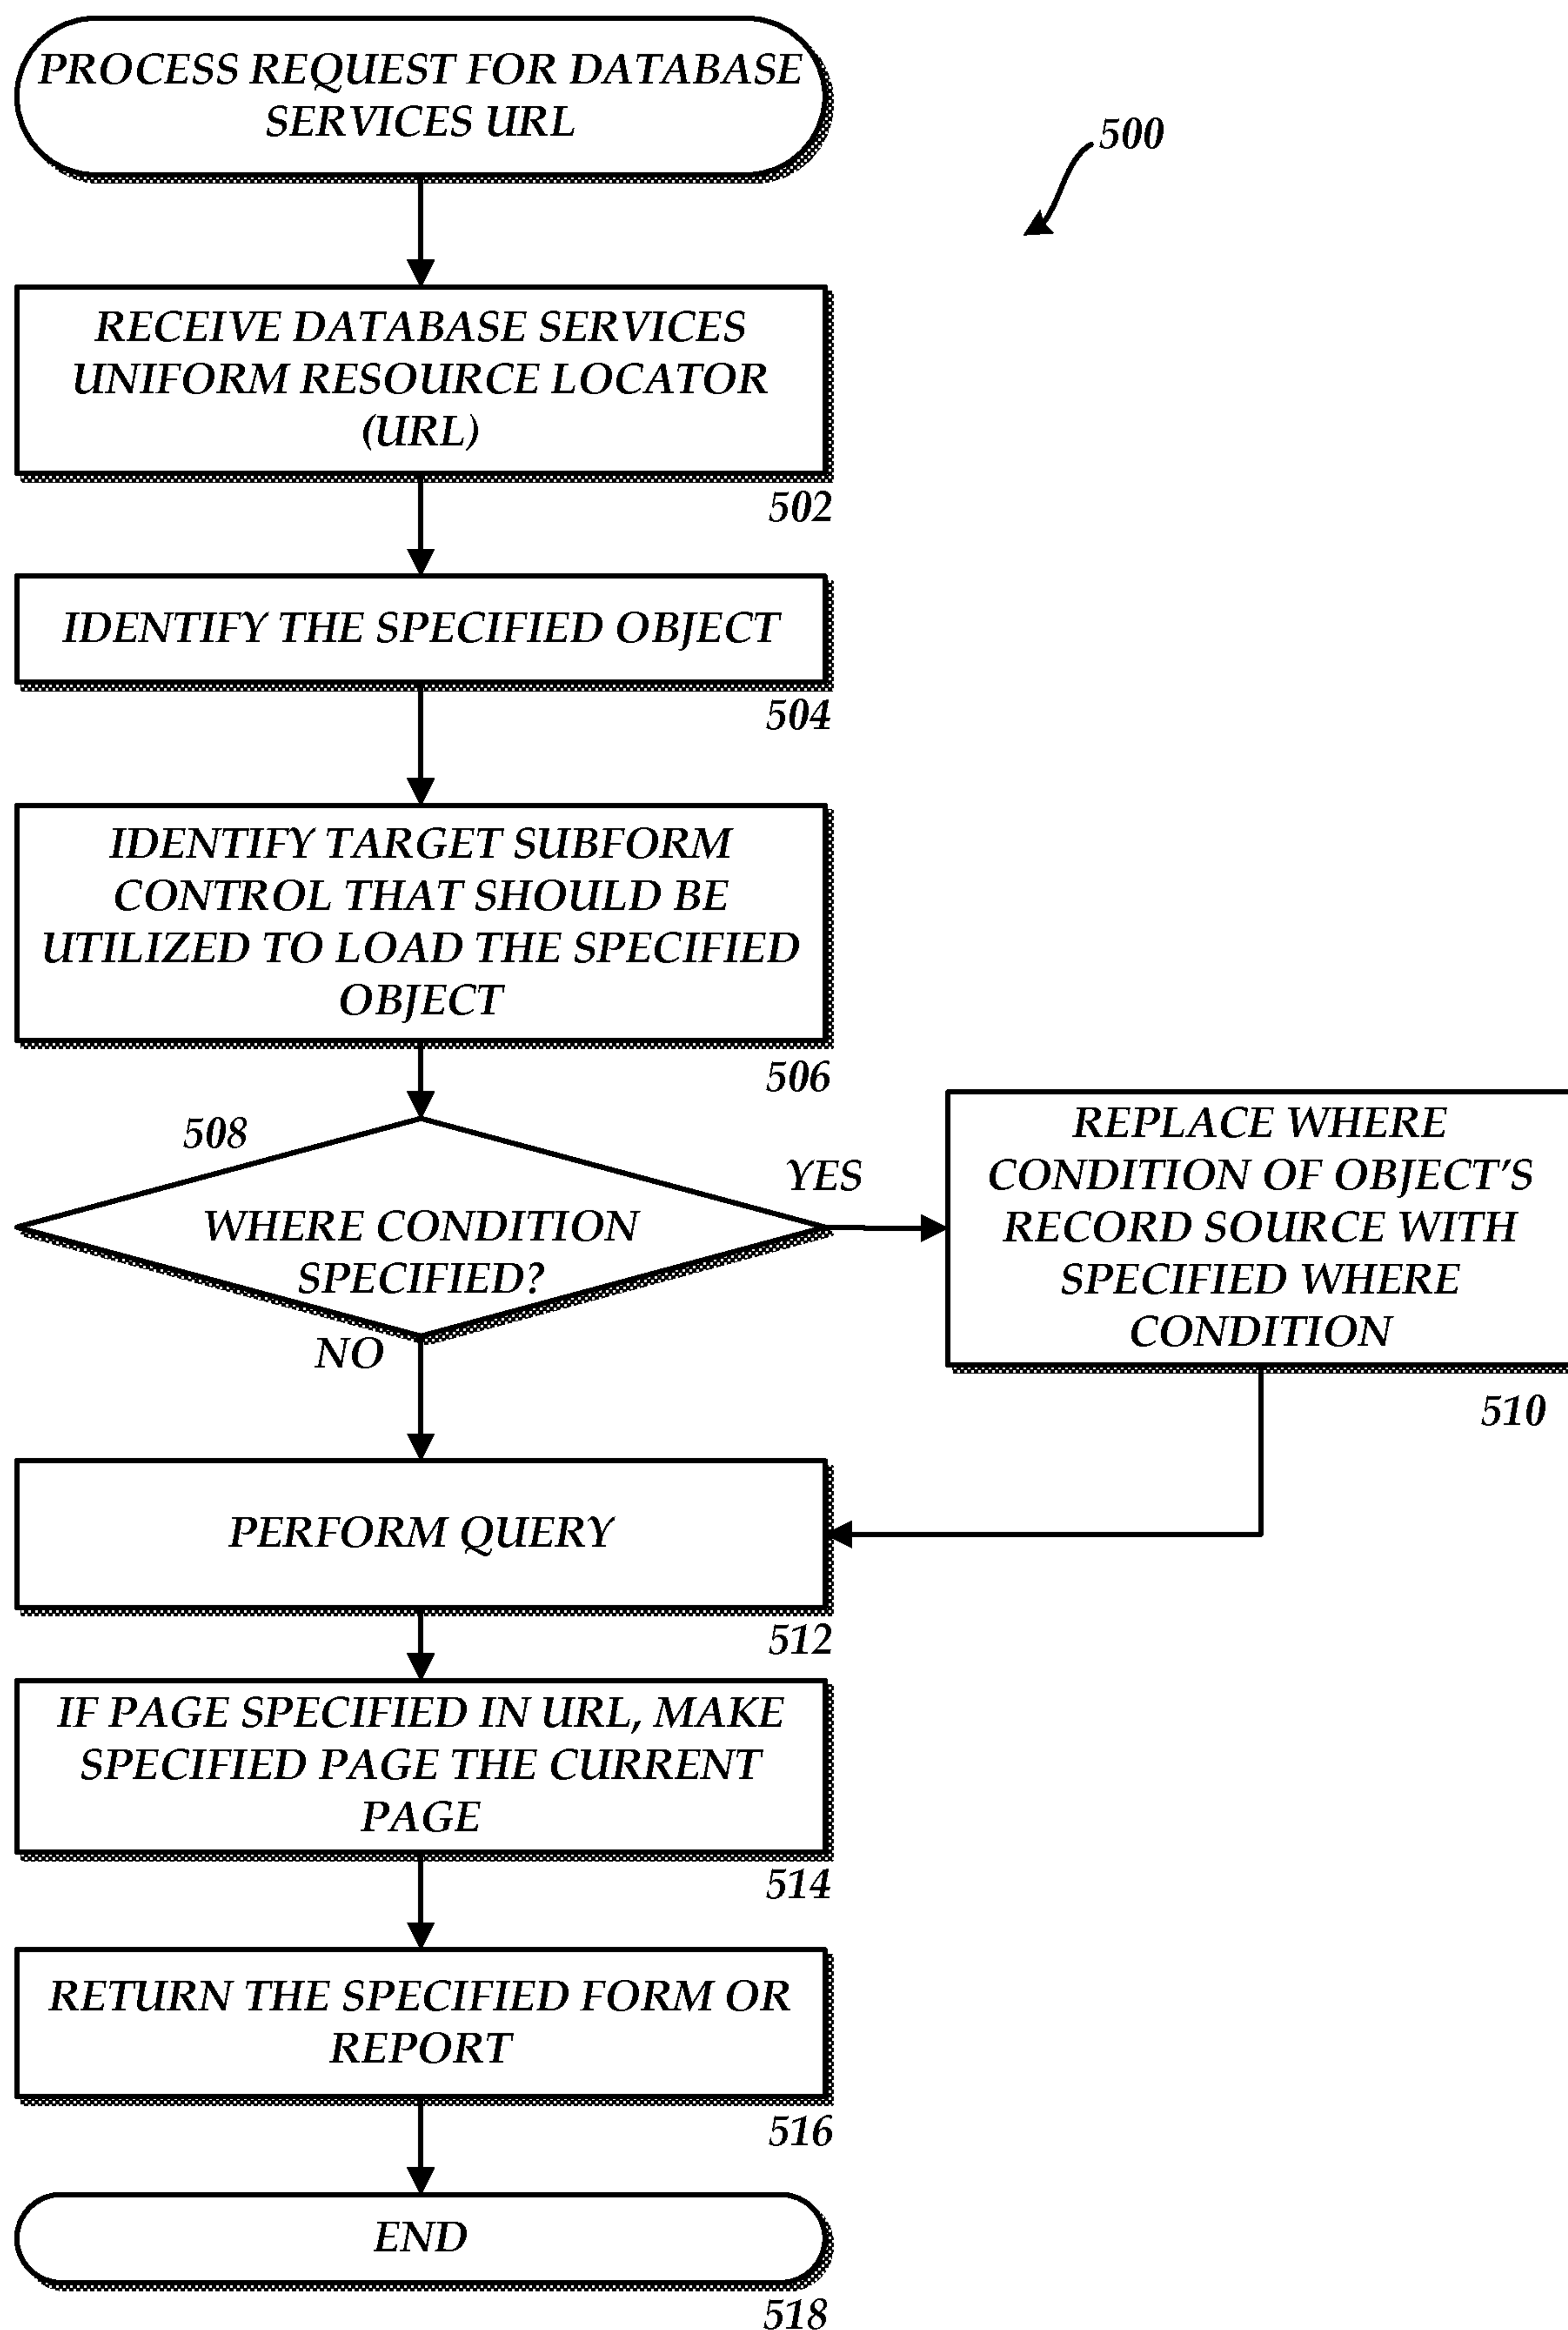 PROCESS REQUEST FOR DATABASE
SERVICES URL
500
RECEIVE DATABASE SERVICES
UNIFORM RESOURCE LOCATOR
(URL)
502
IDENTIFY THE SPECIFIED OBJECT
504
IDENTIFY TARGET SUBFORM
CONTROL THAT SHOULD BE
UTILIZED TO LOAD THE SPECIFIED
OBJECT
506
508
WHERE CONDITION
SPECIFIED?
YES
NO
REPLACE WHERE
CONDITION OF OBJECT'S
RECORD SOURCE WITH
SPECIFIED WHERE
CONDITION
510
PERFORM QUERY
512
IF PAGE SPECIFIED IN URL, MAKE
SPECIFIED PAGE THE CURRENT
PAGE
514
RETURN THE SPECIFIED FORM OR
REPORT
516
END
518